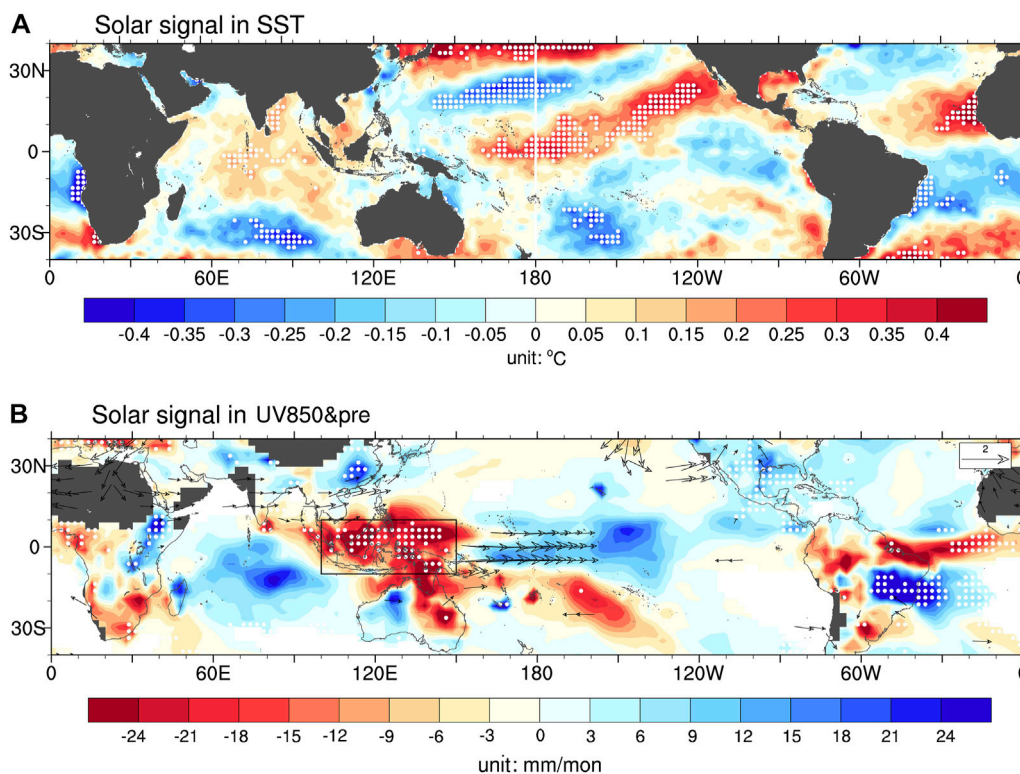 A Solar signal in SST
30N
0
30S
0 60E 120E 180 120W 60W 0
-0.4 -0.35 -0.3 -0.25 -0.2 -0.15 -0.1 -0.05 0 0.05 0.1 0.15 0.2 0.25 0.3 0.35 0.4
unit: °C
B Solar signal in UV850&pre
2
30N
0
30S
0 60E 120E 180 120W 60W 0
-24 -21 -18 -15 -12 -9 -6 -3 0 3 6 9 12 15 18 21 24
unit: mm/mon